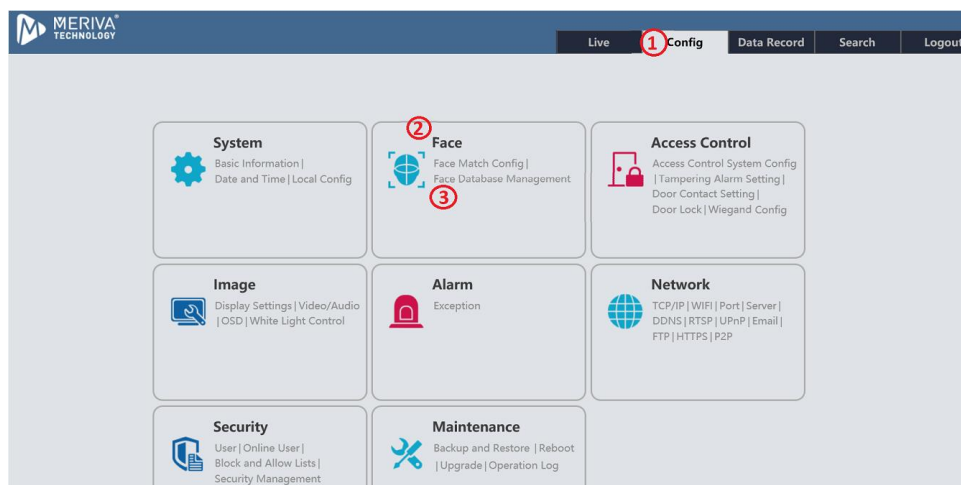 MERIVA®
TECHNOLOGY
Live
1 Config
Data Record
Search
Logout
2
System
Basic Information |
Date and Time | Local Config
Face
Face Match Config |
Face Database Management
3
Access Control
Access Control System Config
| Tampering Alarm Setting |
Door Contact Setting |
Door Lock | Wiegand Config
Image
Display Settings | Video/Audio
| OSD | White Light Control
Alarm
Exception
Network
TCP/IP | WIFI | Port | Server |
DDNS | RTSP | UPnP | Email |
FTP | HTTPS | P2P
Security
User | Online User |
Block and Allow Lists |
Security Management
Maintenance
Backup and Restore | Reboot
| Upgrade | Operation Log